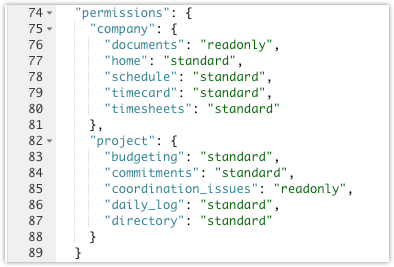 74 "permissions": {
75 "company": {
76 "documents": "readonly",
77 "home": "standard",
78 "schedule": "standard",
79 "timecard": "standard",
80 "timesheets": "standard"
81 },
82 "project": {
83 "budgeting": "standard",
84 "commitments": "standard",
85 "coordination_issues": "readonly",
86 "daily_log": "standard",
87 "directory": "standard"
88 }
89 }